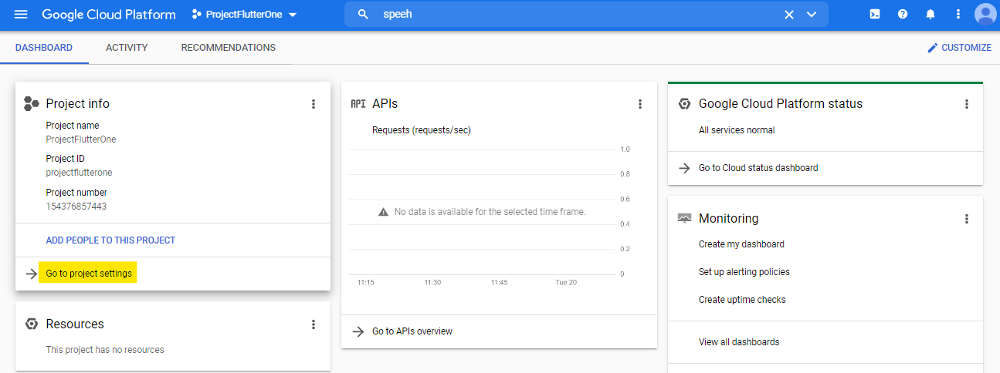 Google Cloud Platform
ProjectFlutterOne
speeh
DASHBOARD
ACTIVITY
RECOMMENDATIONS
CUSTOMIZE
Project info
Project name
ProjectFlutterOne
Project ID
projectflutterone
Project number
154376857443
ADD PEOPLE TO THIS PROJECT
Go to project settings
Resources
This project has no resources
API APIs
Requests (requests/sec)
1.0
0.8
0.6
No data is available for the selected time frame.
0.4
0.2
0
11:15 11:30 11:45 Tue 20
Go to APIs overview
Google Cloud Platform status
All services normal
Go to Cloud status dashboard
Monitoring
Create my dashboard
Set up alerting policies
Create uptime checks
View all dashboards